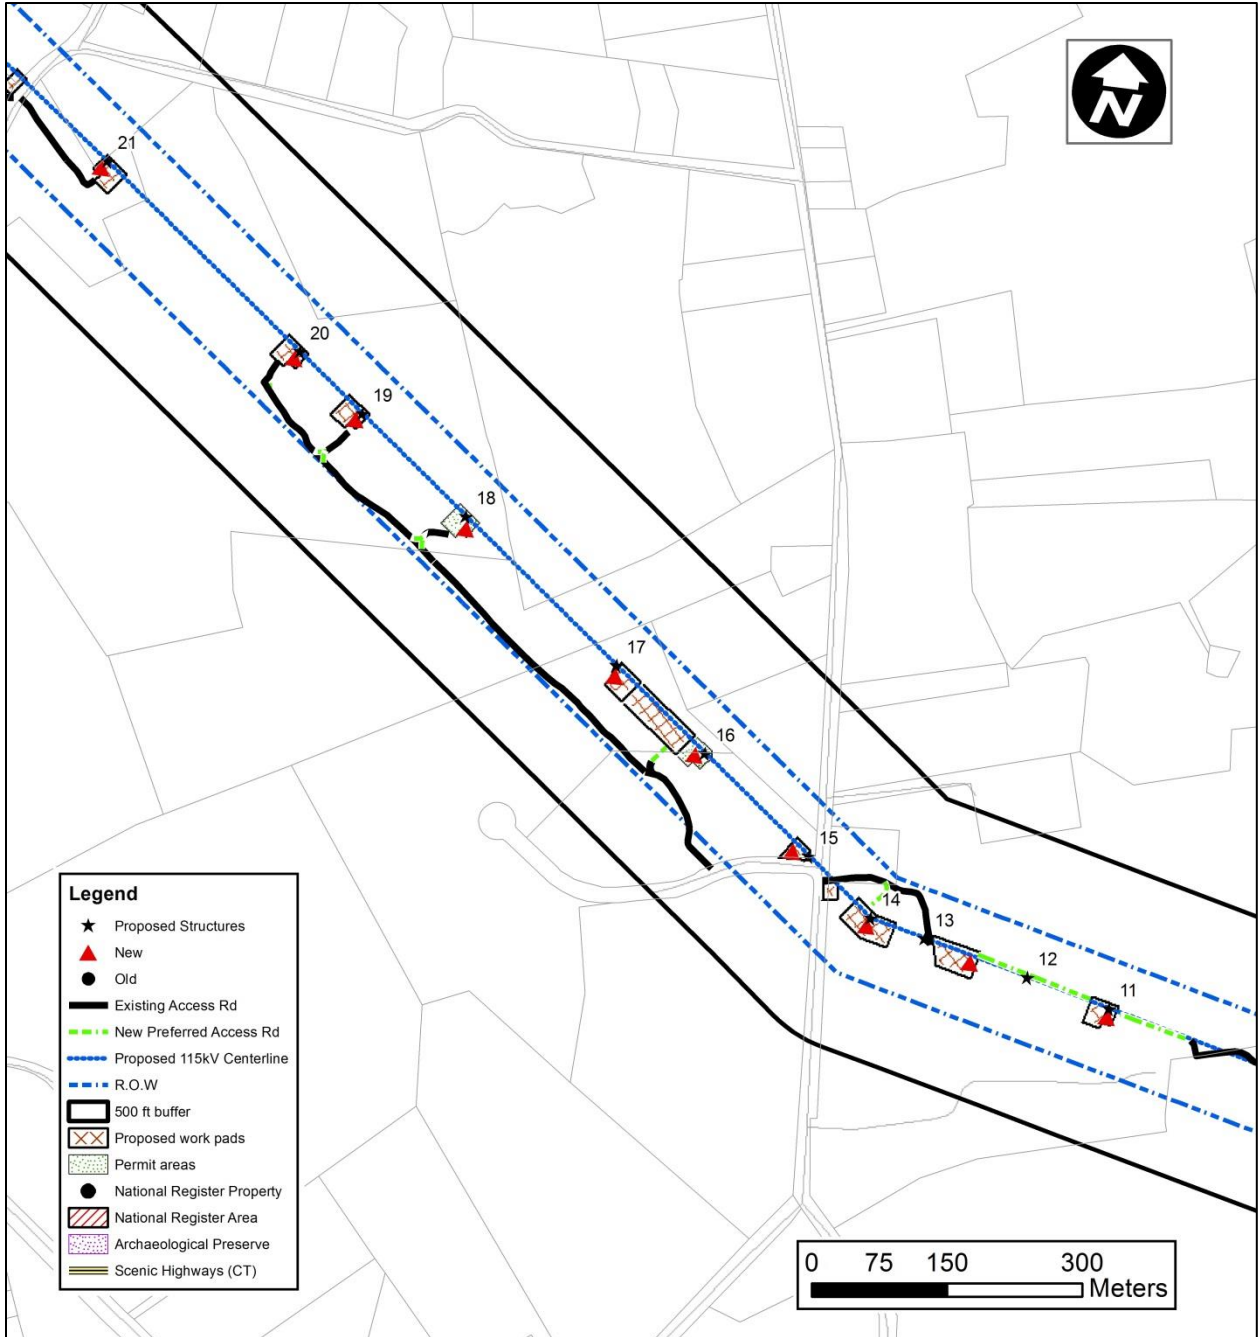 N
21
20
19
18
17
16
15
14
13
12
11
Legend
Proposed Structures
New
Old
Existing Access Rd
New Preferred Access Rd
Proposed 115kV Centerline
R.O.W
500 ft buffer
Proposed work pads
Permit areas
National Register Property
National Register Area
Archaeological Preserve
Scenic Highways (CT)
0 75 150 300
Meters